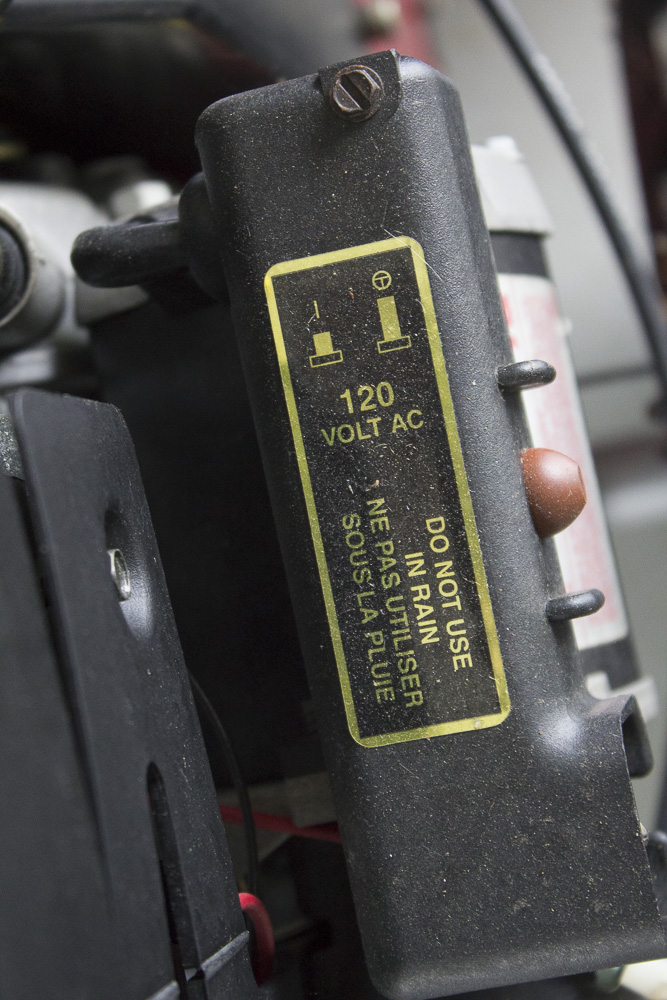 120
VOLT AC
DO NOT USE
IN RAIN
NE PAS UTILISER
SOUS LA PLUIE